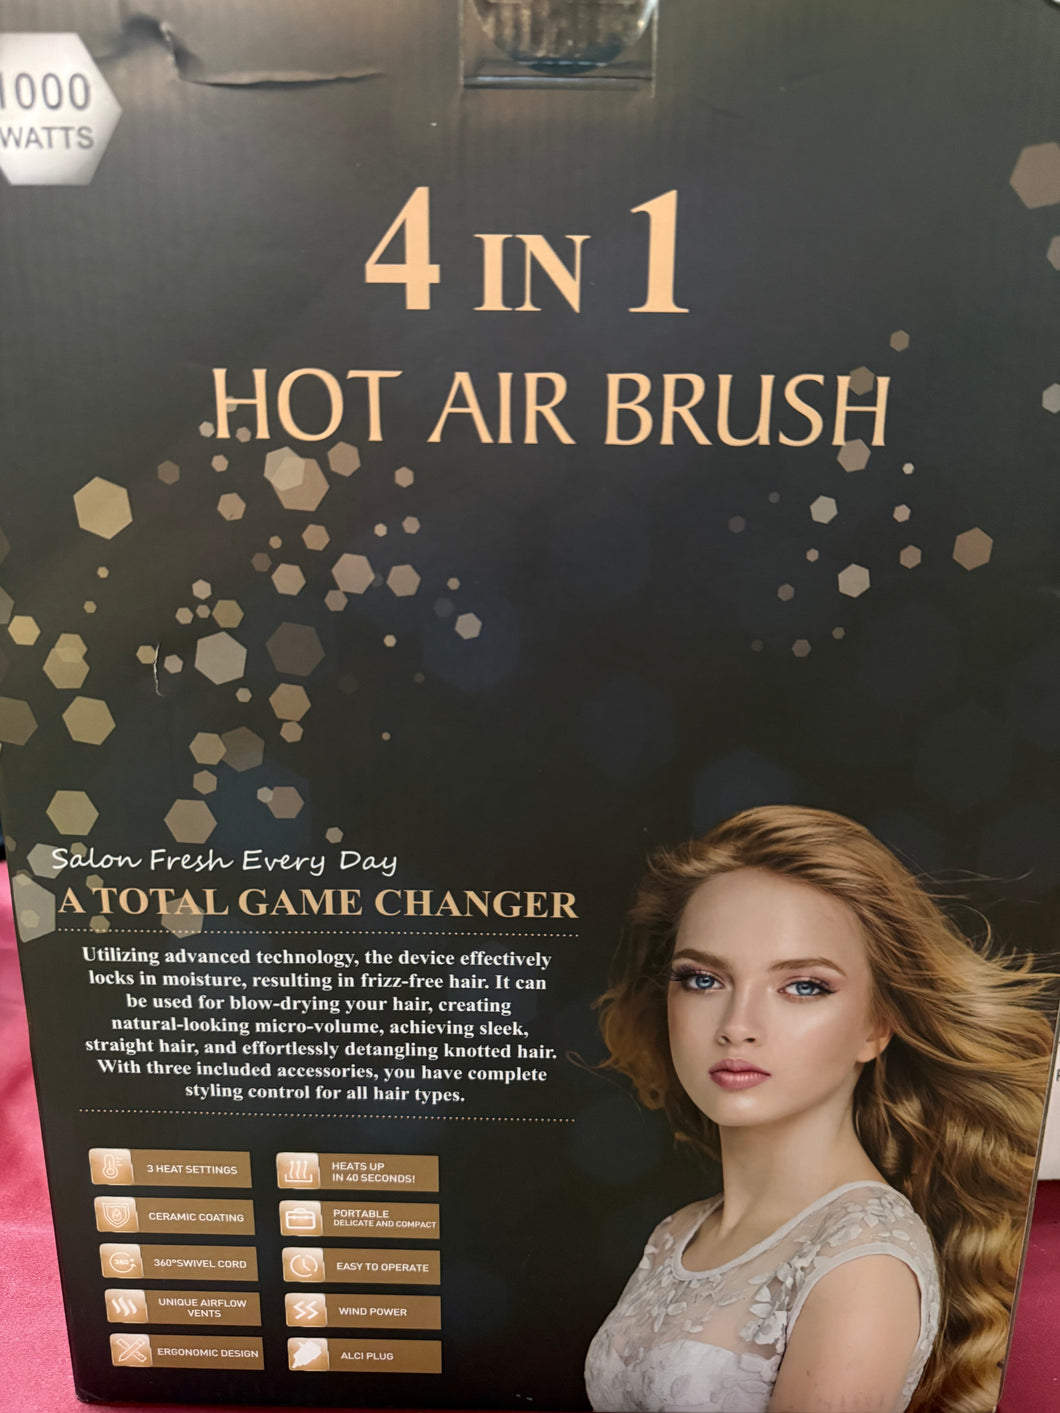 1000
WATTS
4 IN 1
HOT AIR BRUSH
Salon Fresh Every Day
A TOTAL GAME CHANGER
Utilizing advanced technology, the device effectively
locks in moisture, resulting in frizz-free hair. It can
be used for blow-drying your hair, creating
natural-looking micro-volume, achieving sleek,
straight hair, and effortlessly detangling knotted hair.
With three included accessories, you have complete
styling control for all hair types.
3 HEAT SETTINGS
CERAMIC COATING
360°
360°SWIVEL CORD
UNIQUE AIRFLOW
VENTS
ERGONOMIC DESIGN
HEATS UP
IN 40 SECONDS!
PORTABLE
DELICATE AND COMPACT
EASY TO OPERATE
WIND POWER
ALCI PLUG